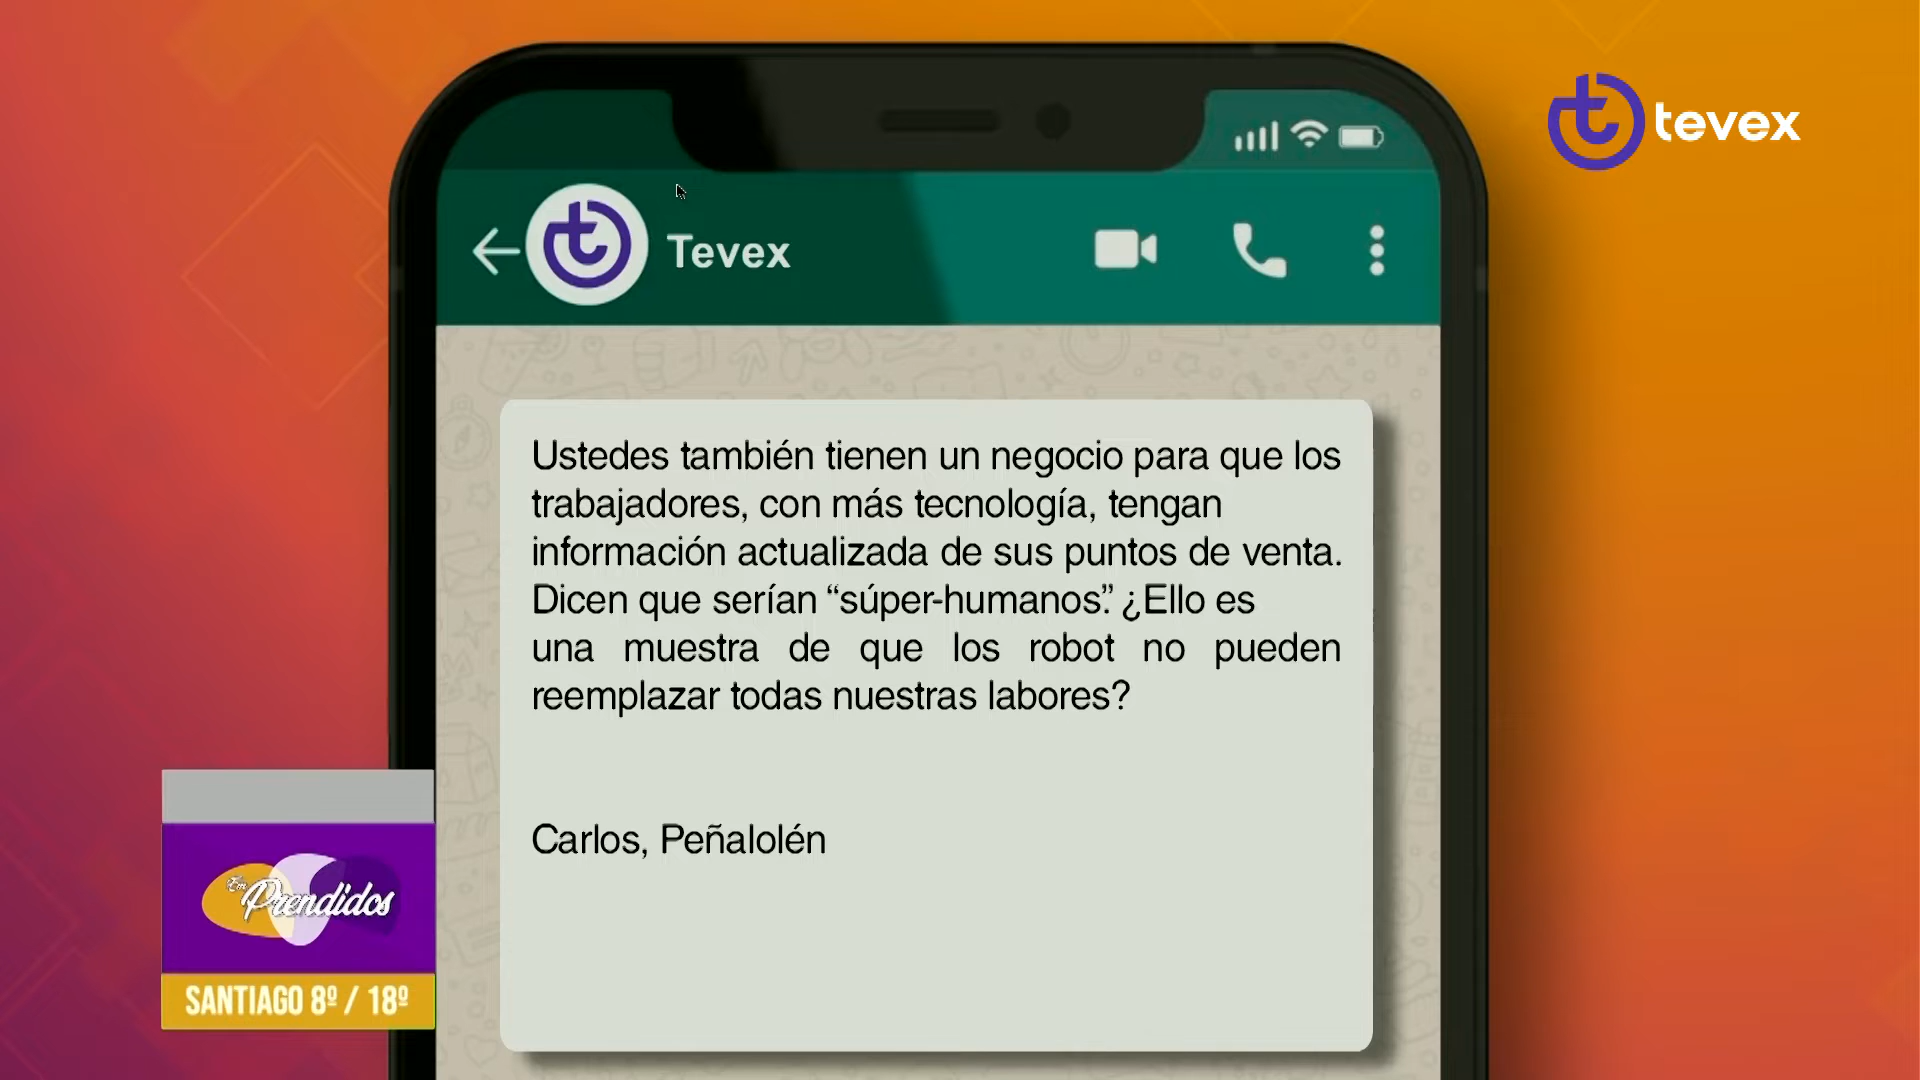 tevex
Tevex
Ustedes también tienen un negocio para que los
trabajadores, con más tecnología, tengan
información actualizada de sus puntos de venta.
Dicen que serían “súper-humanos”. ¿Ello es
una muestra de que los robot no pueden
reemplazar todas nuestras labores?
Carlos, Peñalolén
Em
Prendidos
SANTIAGO 8º / 18º